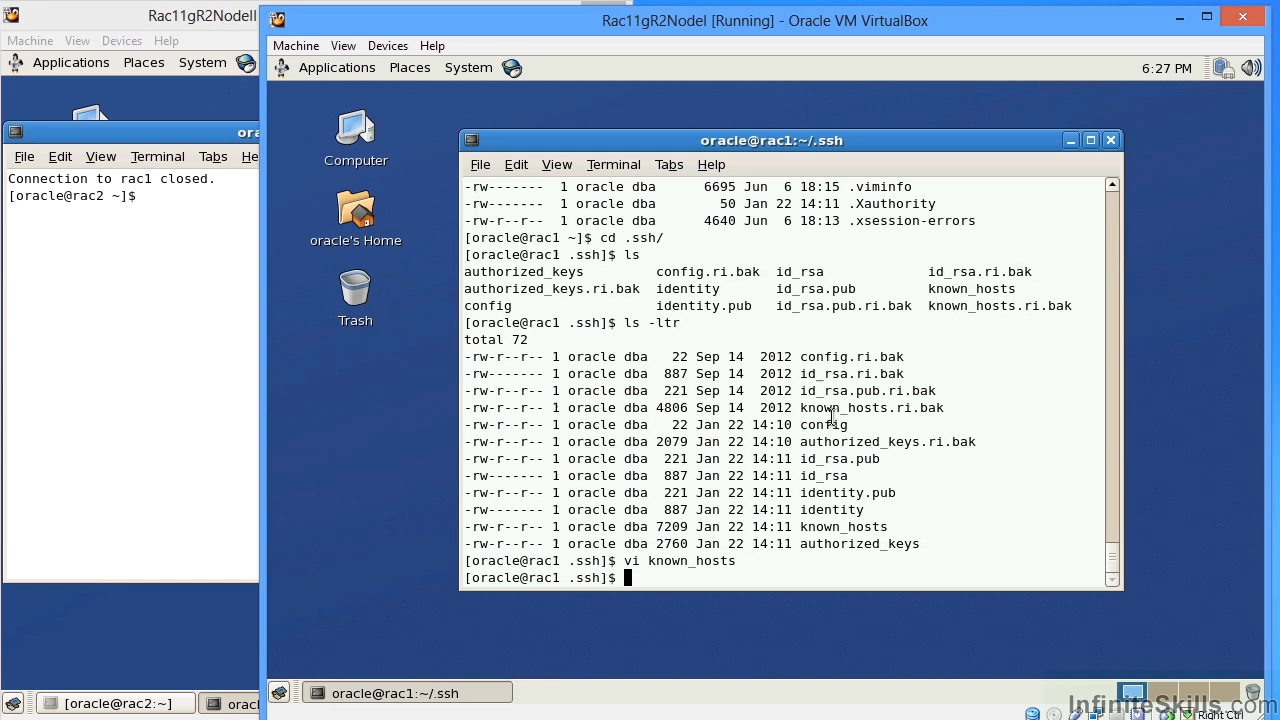 Rac11gR2NodeII
Machine View Devices Help
Applications Places System
File Edit View Terminal Tabs He
Connection to rac1 closed.
[oracle@rac2 ~]$
[oracle@rac2:~]
Rac11gR2NodeI [Running] - Oracle VM VirtualBox
Machine View Devices Help
Applications Places System
6:27 PM
Computer
oracle's Home
Trash
oracle@rac1:~/.ssh
File Edit View Terminal Tabs Help
-rw------- 1 oracle dba 6695 Jun 6 18:15 .viminfo
-rw------- 1 oracle dba 50 Jan 22 14:11 .Xauthority
-rw-r--r-- 1 oracle dba 4640 Jun 6 18:13 .xsession-errors
[oracle@rac1 ~]$ cd .ssh/
[oracle@rac1 .ssh]$ ls
authorized_keys config.ri.bak id_rsa id_rsa.ri.bak
authorized_keys.ri.bak identity id_rsa.pub known_hosts
config identity.pub id_rsa.pub.ri.bak known_hosts.ri.bak
[oracle@rac1 .ssh]$ ls -ltr
total 72
-rw-r--r-- 1 oracle dba 22 Sep 14 2012 config.ri.bak
-rw------- 1 oracle dba 887 Sep 14 2012 id_rsa.ri.bak
-rw-r--r-- 1 oracle dba 221 Sep 14 2012 id_rsa.pub.ri.bak
-rw-r--r-- 1 oracle dba 4806 Sep 14 2012 known_hosts.ri.bak
-rw-r--r-- 1 oracle dba 22 Jan 22 14:10 config
-rw-r--r-- 1 oracle dba 2079 Jan 22 14:10 authorized_keys.ri.bak
-rw-r--r-- 1 oracle dba 221 Jan 22 14:11 id_rsa.pub
-rw------- 1 oracle dba 887 Jan 22 14:11 id_rsa
-rw-r--r-- 1 oracle dba 221 Jan 22 14:11 identity.pub
-rw------- 1 oracle dba 887 Jan 22 14:11 identity
-rw-r--r-- 1 oracle dba 7209 Jan 22 14:11 known_hosts
-rw-r--r-- 1 oracle dba 2760 Jan 22 14:11 authorized_keys
[oracle@rac1 .ssh]$ vi known_hosts
[oracle@rac1 .ssh]$
oracle@rac1:~/.ssh
InfiniteSkills.com
Right Ctrl